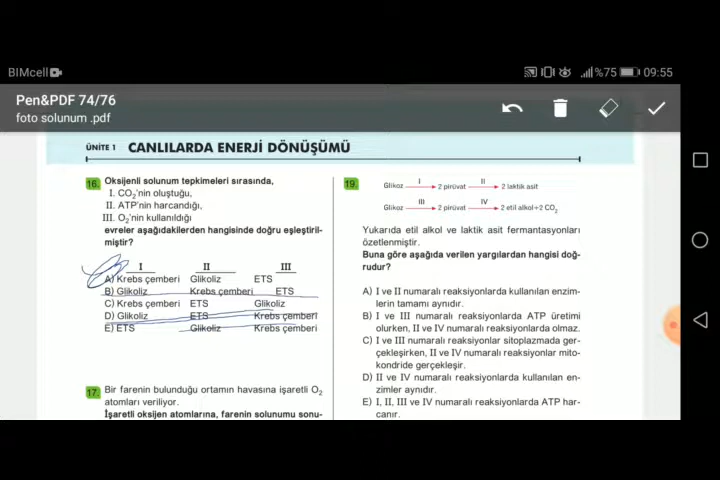 BIMcell
%75 09:55
Pen&PDF 74/76
foto solunum .pdf
ÜNİTE 1 CANLILARDA ENERJİ DÖNÜŞÜMÜ
16. Oksijenli solunum tepkimeleri sırasında,
I. CO2'nin oluştuğu,
II. ATP'nin harcandığı,
III. O2'nin kullanıldığı
evreler aşağıdakilerden hangisinde doğru eşleştiril-
miştir?
I II III
A) Krebs çemberi Glikoliz ETS
B) Glikoliz Krebs çemberi ETS
C) Krebs çemberi ETS Glikoliz
D) Glikoliz ETS Krebs çemberi
E) ETS Glikoliz Krebs çemberi
17. Bir farenin bulunduğu ortamın havasına işaretli O2
atomları veriliyor.
İşaretli oksijen atomlarına, farenin solunumu sonu-
19.
Glikoz I 2 pirüvat II 2 laktik asit
Glikoz III 2 pirüvat IV 2 etil alkol+2 CO2
Yukarıda etil alkol ve laktik asit fermantasyonları
özetlenmiştir.
Buna göre aşağıda verilen yargılardan hangisi doğ-
rudur?
A) I ve II numaralı reaksiyonlarda kullanılan enzim-
lerin tamamı aynıdır.
B) I ve III numaralı reaksiyonlarda ATP üretimi
olurken, II ve IV numaralı reaksiyonlarda olmaz.
C) I ve III numaralı reaksiyonlar sitoplazmada ger-
çekleşirken, II ve IV numaralı reaksiyonlar mito-
kondride gerçekleşir.
D) II ve IV numaralı reaksiyonlarda kullanılan en-
zimler aynıdır.
E) I, II, III ve IV numaralı reaksiyonlarda ATP har-
canır.